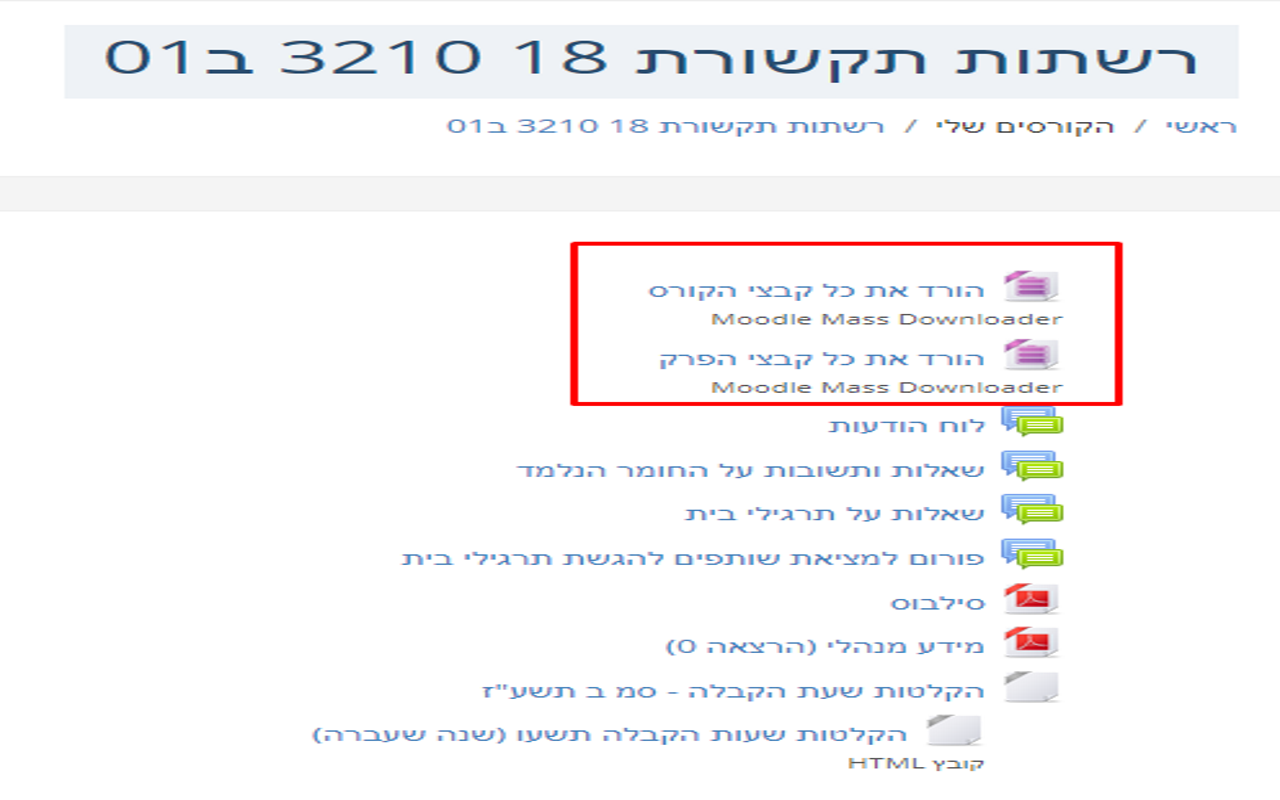 רשתות תקשורת 18 3210 ב01
ראשי / הקורסים שלי / רשתות תקשורת 18 3210 ב01
הורד את כל קבצי הקורס
Moodle Mass Downloader
הורד את כל קבצי הפרק
Moodle Mass Downloader
לוח הודעות
שאלות ותשובות על החומר הנלמד
שאלות על תרגילי בית
פורום למציאת שותפים להגשת תרגילי בית
סילבוס
מידע מנהלי (הרצאה 0)
הקלטות שעת הקבלה - סמ ב תשע"ז
הקלטות שעות הקבלה תשעו (שנה שעברה)
קובץ HTML